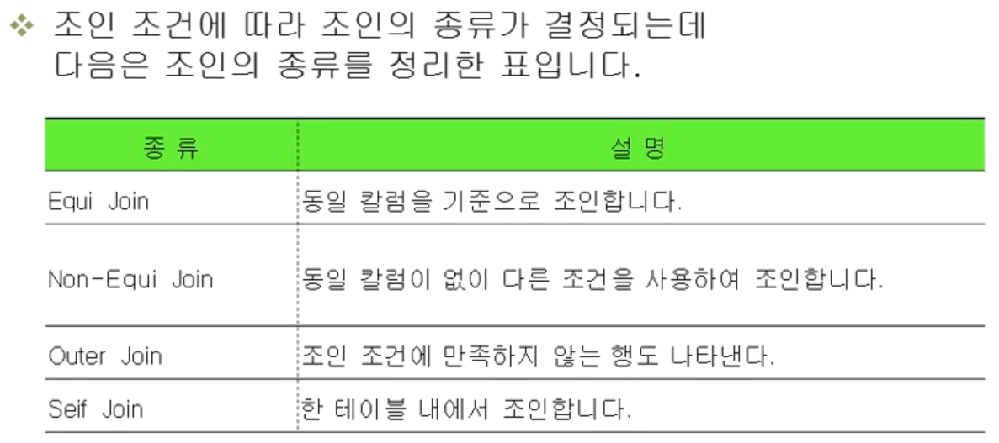 조인 조건에 따라 조인의 종류가 결정되는데
다음은 조인의 종류를 정리한 표입니다.
종 류 설 명
Equi Join 동일 칼럼을 기준으로 조인합니다.
Non-Equi Join 동일 칼럼이 없이 다른 조건을 사용하여 조인합니다.
Outer Join 조인 조건에 만족하지 않는 행도 나타낸다.
Seif Join 한 테이블 내에서 조인합니다.